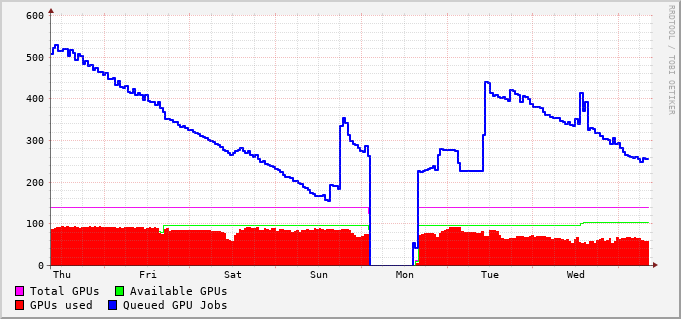 RRDTOOL / TOBI OETIKER
600
500
400
300
200
100
0
Thu Fri Sat Sun Mon Tue Wed
Total GPUs Available GPUs
GPUs used Queued GPU Jobs